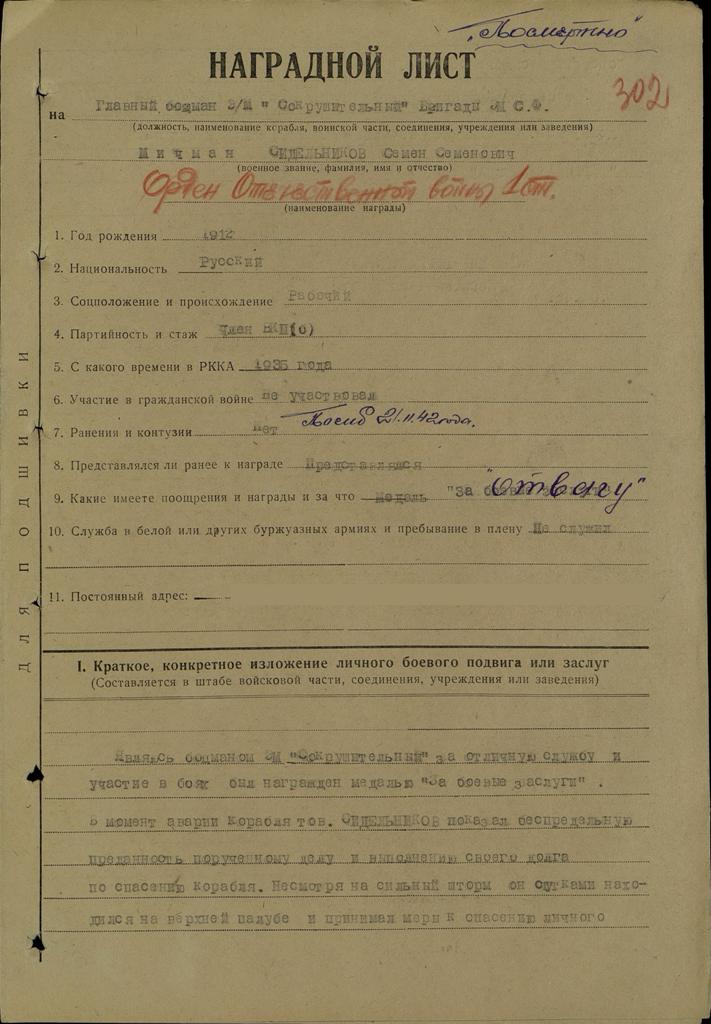 "Посмертно"
НАГРАДНОЙ ЛИСТ
302
на Главный боцман Э/М "Сокрушительный" Бригады ЭМ С.Ф.
(должность, наименование корабля, воинской части, соединения, учреждения или заведения)
Мичман СИДЕЛЬНИКОВ Семен Семенович
(военное звание, фамилия, имя и отчество)
Орден Отечественной войны 1 ст.
(наименование награды)
1. Год рождения 1912
2. Национальность Русский
3. Соцположение и происхождение Рабочий
4. Партийность и стаж Член ВКП(б)
5. С какого времени в РККА 1935 года
6. Участие в гражданской войне не участвовал
7. Ранения и контузии нет Погиб 21.11.42 года.
8. Представлялся ли ранее к награде Представлялся
9. Какие имеете поощрения и награды и за что Медаль "За боевые заслуги" "Отвагу"
10. Служба в белой или других буржуазных армиях и пребывание в плену Не служил
11. Постоянный адрес: —
ДЛЯ ПОДШИВКИ
I. Краткое, конкретное изложение личного боевого подвига или заслуг
(Составляется в штабе войсковой части, соединения, учреждения или заведения)
Являясь боцманом ЭМ "Сокрушительный" за отличную службу и
участие в боях был награжден медалью "За боевые заслуги".
В момент аварии корабля тов. СИДЕЛЬНИКОВ показал беспредельную
преданность порученному делу и выполнению своего долга
по спасению корабля. Несмотря на сильный шторм он сутками нахо-
дился на верхней палубе и принимал меры к спасению личного